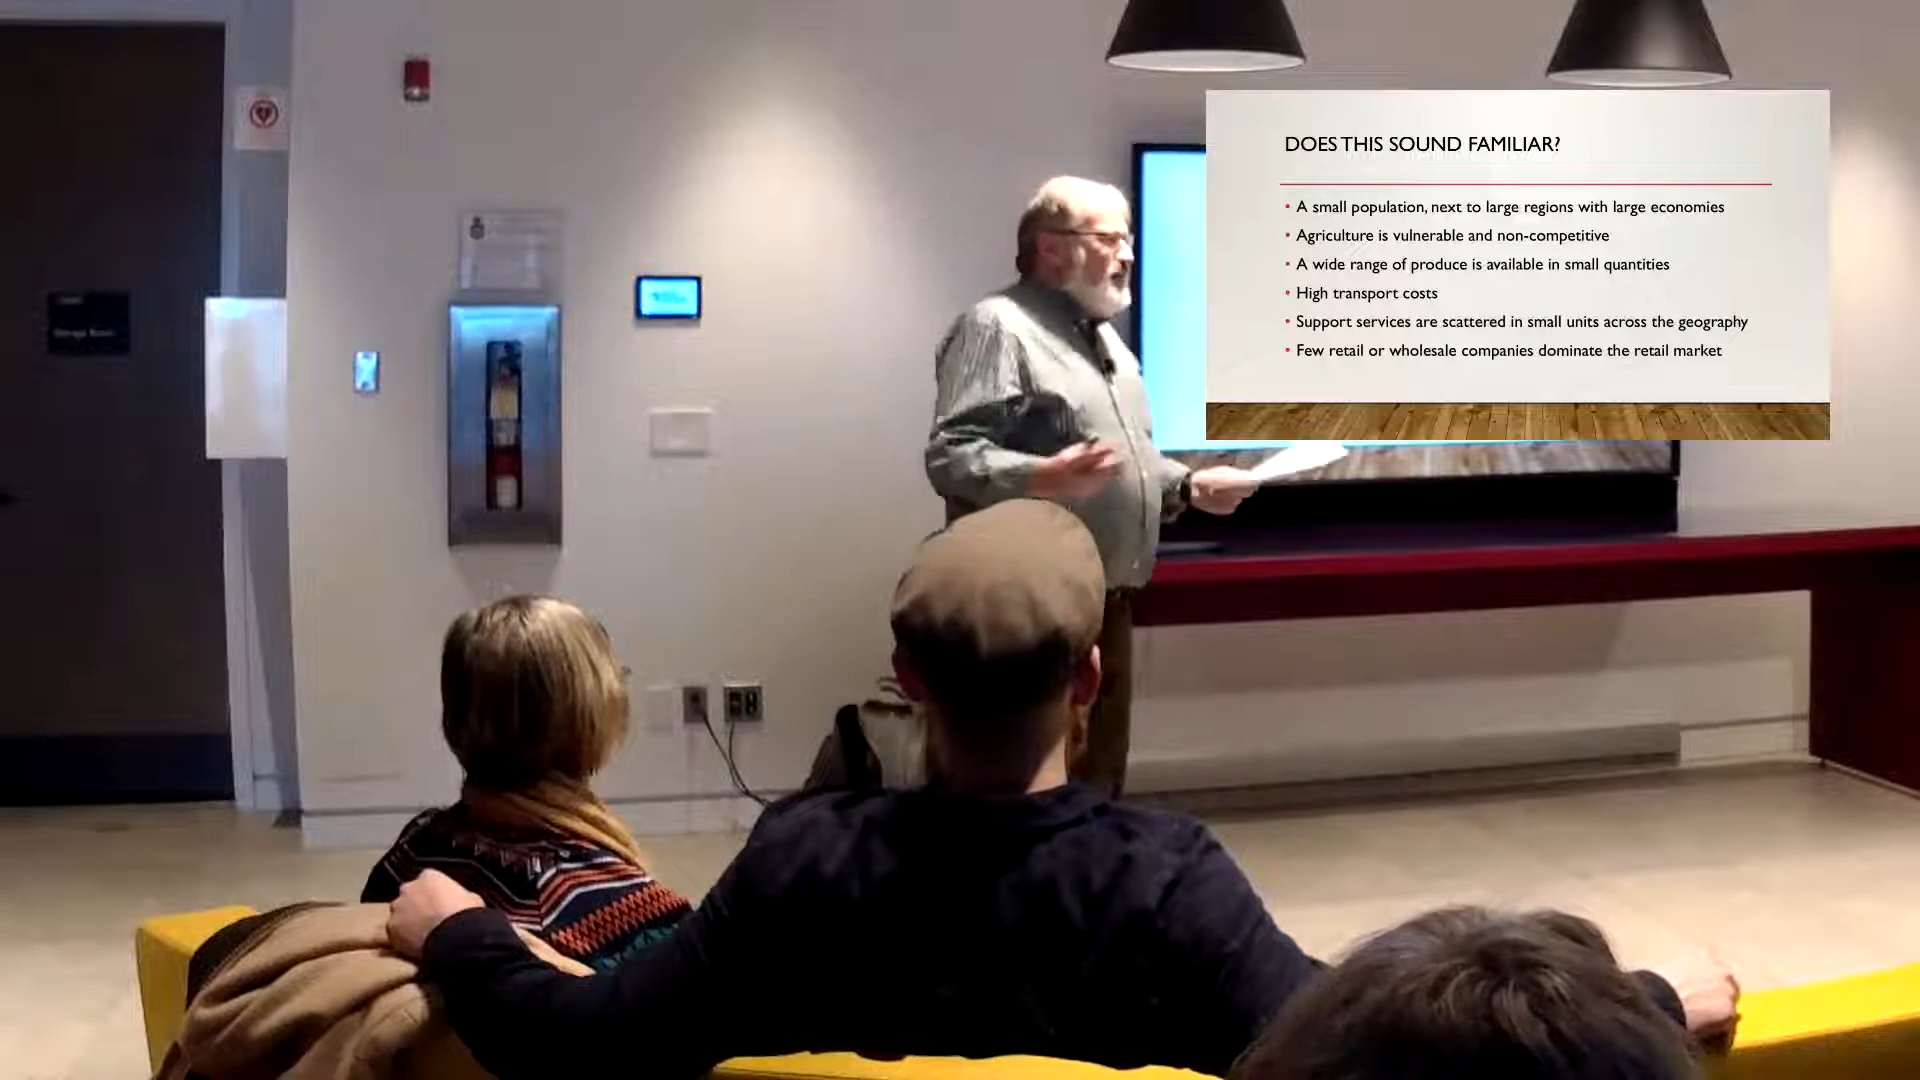 DOES THIS SOUND FAMILIAR?
• A small population, next to large regions with large economies
• Agriculture is vulnerable and non-competitive
• A wide range of produce is available in small quantities
• High transport costs
• Support services are scattered in small units across the geography
• Few retail or wholesale companies dominate the retail market